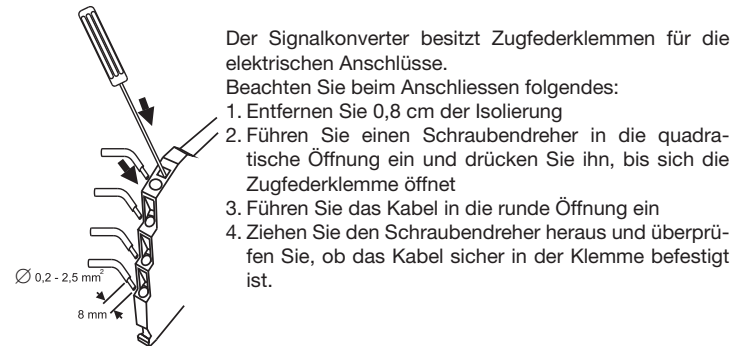 Der Signalkonverter besitzt Zugfederklemmen für die
elektrischen Anschlüsse.
Beachten Sie beim Anschliessen folgendes:
1. Entfernen Sie 0,8 cm der Isolierung
2. Führen Sie einen Schraubendreher in die quadra-
tische Öffnung ein und drücken Sie ihn, bis sich die
Zugfederklemme öffnet
3. Führen Sie das Kabel in die runde Öffnung ein
4. Ziehen Sie den Schraubendreher heraus und überprü-
fen Sie, ob das Kabel sicher in der Klemme befestigt
ist.
∅ 0,2 - 2,5 mm²
8 mm